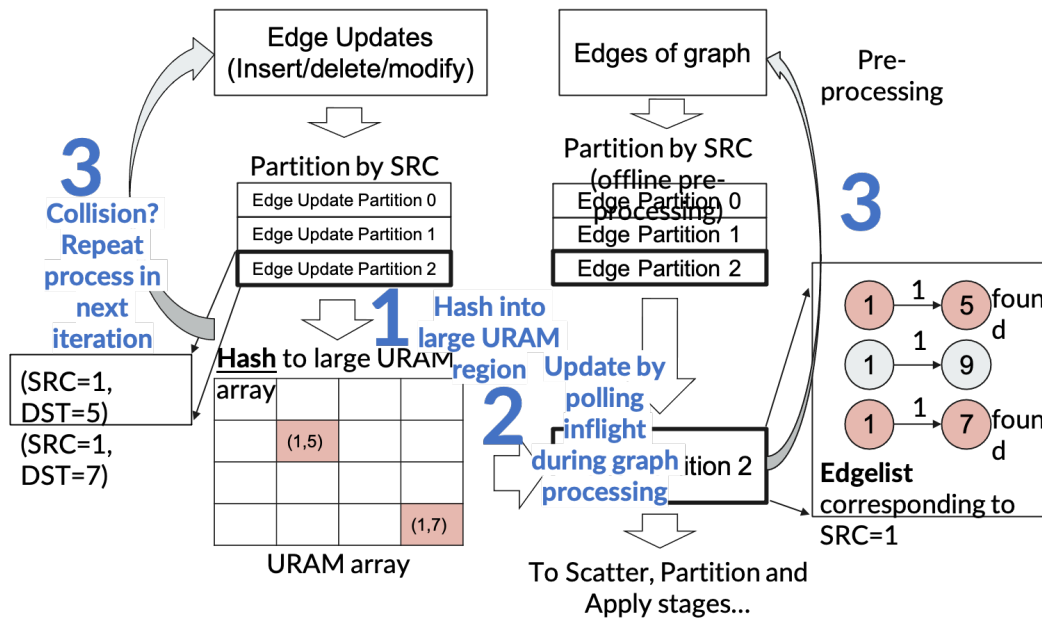 Edge Updates
(Insert/delete/modify)
Edges of graph
Pre-
processing
3
Collision?
Repeat
process in
next
iteration
Partition by SRC
Edge Update Partition 0
Edge Update Partition 1
Edge Update Partition 2
Partition by SRC
(offline pre-
processing)
Edge Partition 0
Edge Partition 1
Edge Partition 2
3
1
Hash into
large URAM
region
Hash to large URAM
array
(SRC=1,
DST=5)
(SRC=1,
DST=7)
(1,5)
(1,7)
URAM array
2
Update by
polling
inflight
during graph
processing
ition 2
To Scatter, Partition and
Apply stages...
1 1 5 foun
d
1 1 9
1 1 7 foun
d
Edgelist
corresponding to
SRC=1